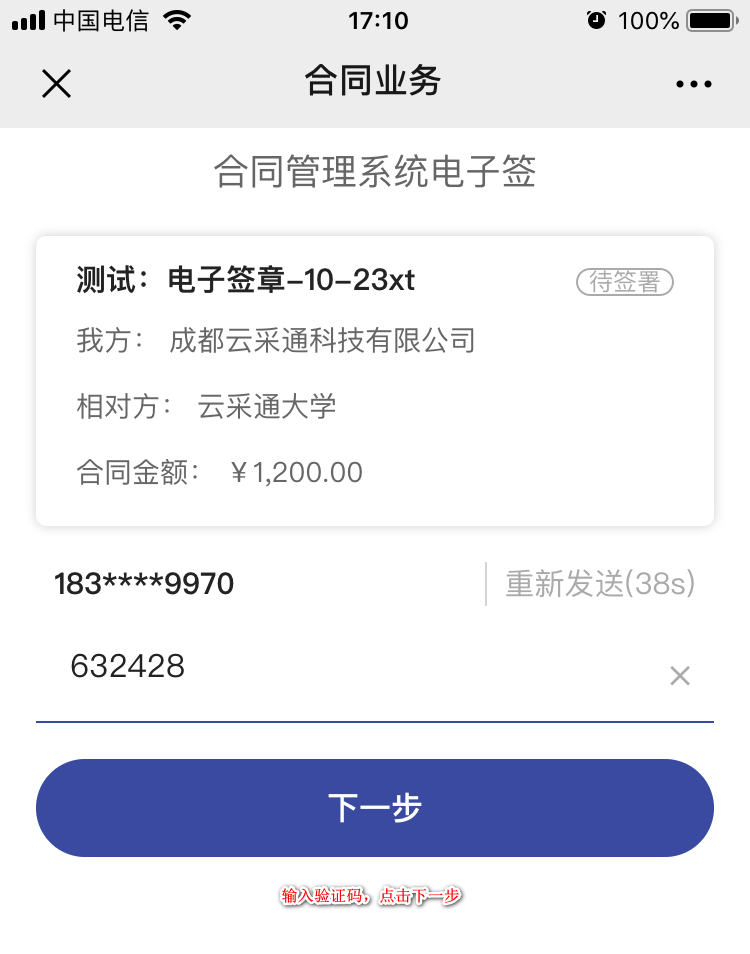 中国电信 17:10 100%
合同业务
合同管理系统电子签
测试：电子签章-10-23xt 待签署
我方： 成都云采通科技有限公司
相对方： 云采通大学
合同金额： ￥1,200.00
183****9970 重新发送(38s)
632428
下一步
输入验证码，点击下一步